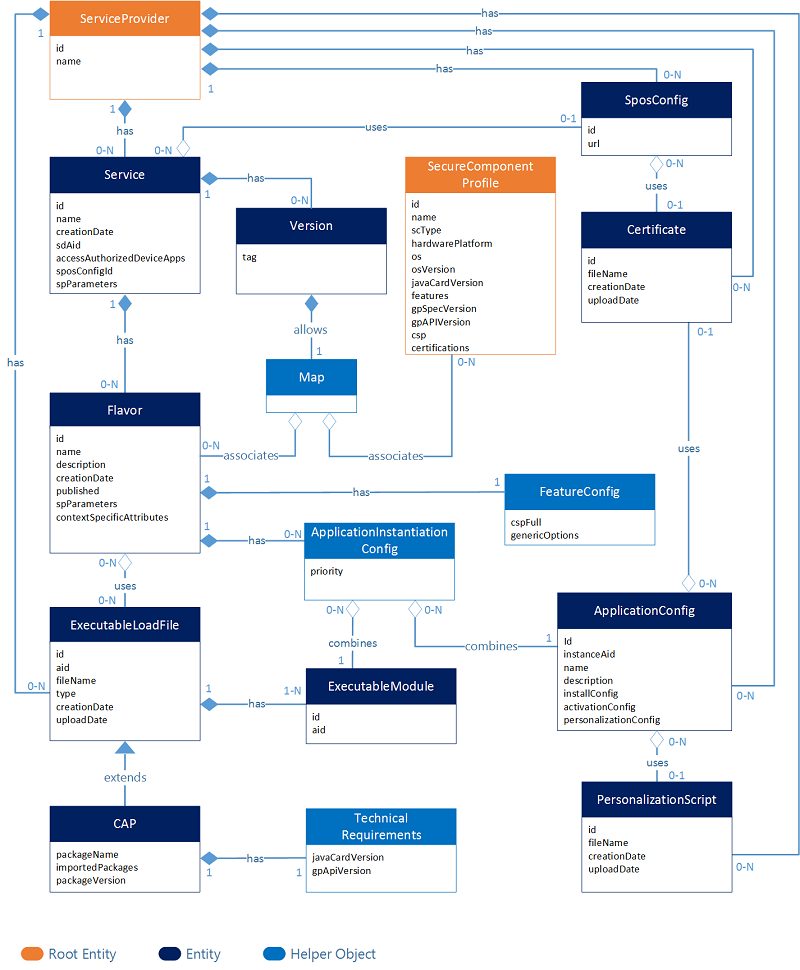 ServiceProvider
id
name
1
1
has
has
has
has
0-N
SposConfig
id
url
0-1
uses
0-N
uses
0-1
1
has
0-N
0-N
Service
id
name
creationDate
sdAid
accessAuthorizedDeviceApps
sposConfigId
spParameters
1
has
0-N
Version
tag
allows
1
Map
SecureComponent
Profile
id
name
scType
hardwarePlatform
os
osVersion
javaCardVersion
features
gpSpecVersion
gpAPIVersion
csp
certifications
0-N
Certificate
id
fileName
creationDate
uploadDate
0-N
0-1
1
has
has
0-N
Flavor
id
name
description
creationDate
published
spParameters
contextSpecificAttributes
0-N
associates
associates
1
has
1
FeatureConfig
cspFull
genericOptions
uses
1
has
0-N
ApplicationInstantiation
Config
priority
0-N
0-N
combines
1
combines
1
0-N
uses
0-N
ExecutableLoadFile
id
aid
fileName
type
creationDate
uploadDate
0-N
1
has
1-N
ExecutableModule
id
aid
0-N
ApplicationConfig
Id
instanceAid
name
description
installConfig
activationConfig
personalizationConfig
0-N
0-N
uses
0-1
extends
CAP
packageName
importedPackages
packageVersion
1
has
1
Technical
Requirements
javaCardVersion
gpApiVersion
PersonalizationScript
id
fileName
creationDate
uploadDate
0-N
Root Entity
Entity
Helper Object